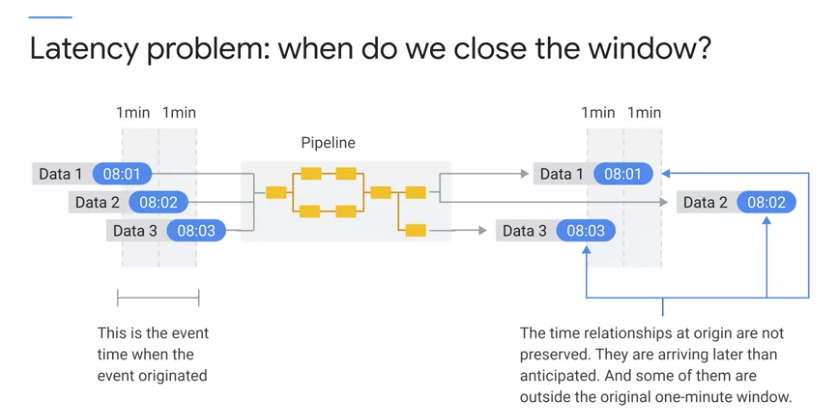 Latency problem: when do we close the window?
1min 1min
1min 1min
Pipeline
Data 1 08:01
Data 1 08:01
Data 2 08:02
Data 2 08:02
Data 3 08:03
Data 3 08:03
This is the event
time when the
event originated
The time relationships at origin are not
preserved. They are arriving later than
anticipated. And some of them are
outside the original one-minute window.